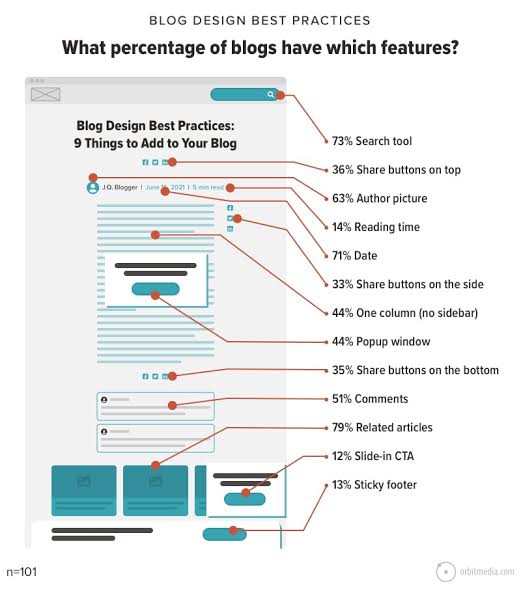 BLOG DESIGN BEST PRACTICES
What percentage of blogs have which features?
Blog Design Best Practices:
9 Things to Add to Your Blog
J.Q. Blogger | June 2021 | 5 min read
73% Search tool
36% Share buttons on top
63% Author picture
14% Reading time
71% Date
33% Share buttons on the side
44% One column (no sidebar)
44% Popup window
35% Share buttons on the bottom
51% Comments
79% Related articles
12% Slide-in CTA
13% Sticky footer
n=101
orbitmedia.com